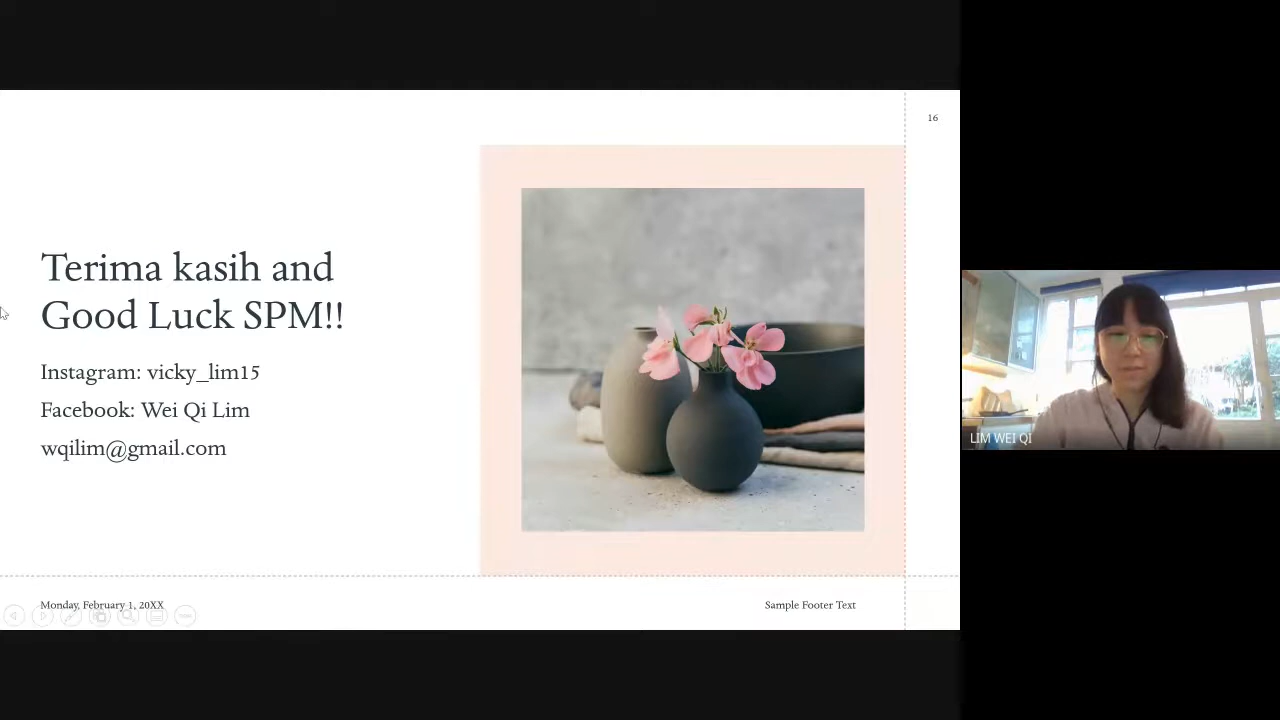 16
Terima kasih and
Good Luck SPM!!
Instagram: vicky_lim15
Facebook: Wei Qi Lim
wqilim@gmail.com
LIM WEI QI
Monday, February 1, 20XX
Sample Footer Text